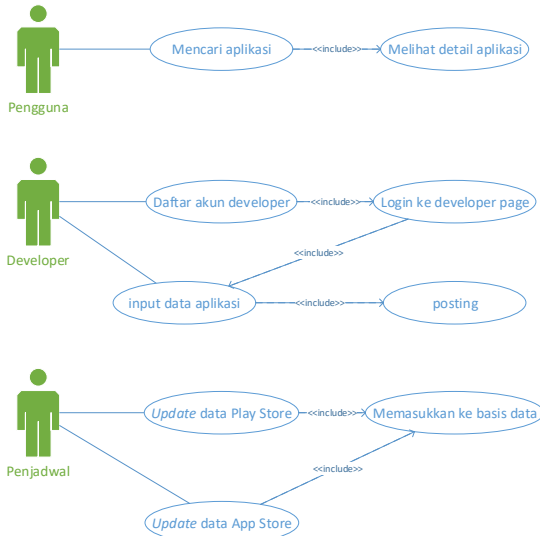 Mencari aplikasi
<<include>>
Melihat detail aplikasi
Pengguna
Daftar akun developer
<<include>>
Login ke developer page
<<include>>
Developer
input data aplikasi
<<include>>
posting
Update data Play Store
<<include>>
Memasukkan ke basis data
<<include>>
Penjadwal
Update data App Store